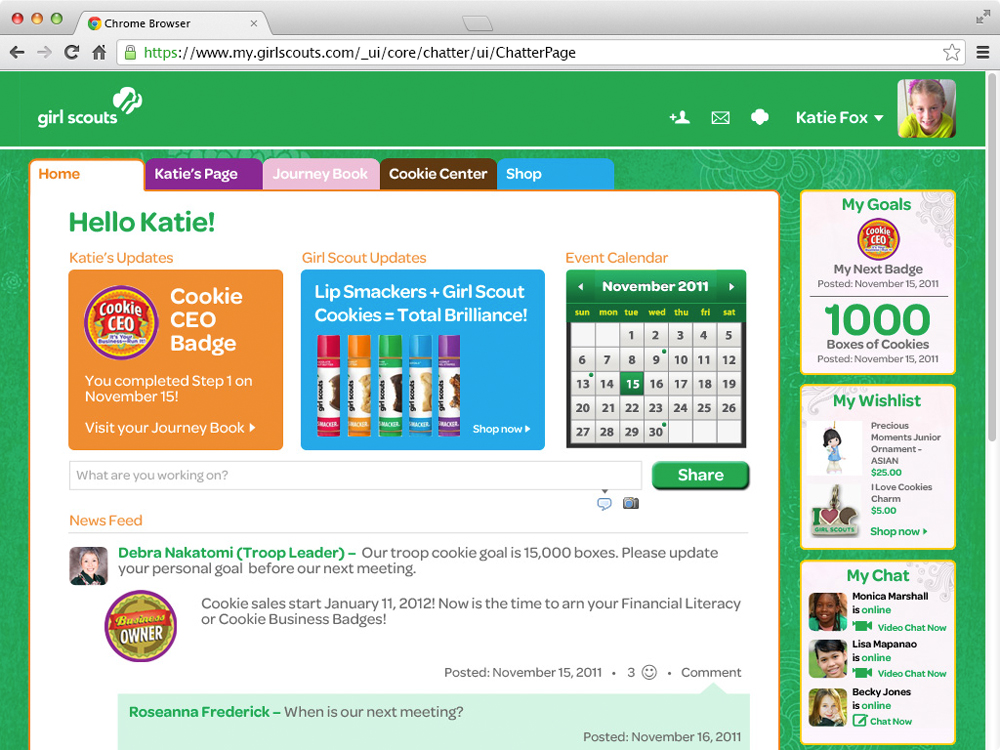 Chrome Browser
https://www.my.girlscouts.com/_ui/core/chatter/ui/ChatterPage
girl scouts
Katie Fox
Home
Katie's Page
Journey Book
Cookie Center
Shop
Hello Katie!
Katie's Updates
Cookie
CEO
IT'S YOUR
Business—Run It!
Cookie
CEO
Badge
You completed Step 1 on
November 15!
Visit your Journey Book
Girl Scout Updates
Lip Smackers + Girl Scout
Cookies = Total Brilliance!
girl scouts girl scouts girl scouts girl scouts girl scouts
SMACKER. SMACKER. SMACKER. SMACKER. SMACKER.
Shop now
Event Calendar
November 2011
sun mon tue wed thu fri sat
1 2 3 4 5
6 7 8 9 10 11 12
13 14 15 16 17 18 19
20 21 22 23 24 25 26
27 28 29 30
What are you working on?
Share
News Feed
Debra Nakatomi (Troop Leader) – Our troop cookie goal is 15,000 boxes. Please update
your personal goal before our next meeting.
Business
OWNER
Cookie sales start January 11, 2012! Now is the time to arn your Financial Literacy
or Cookie Business Badges!
Posted: November 15, 2011 • 3 • Comment
Roseanna Frederick – When is our next meeting?
Posted: November 16, 2011
My Goals
Cookie
CEO
My Next Badge
Posted: November 15, 2011
1000
Boxes of Cookies
Posted: November 15, 2011
My Wishlist
Precious
Moments Junior
Ornament -
ASIAN
$25.00
I
GIRL SCOUTS
I Love Cookies
Charm
$5.00
Shop now
My Chat
Monica Marshall
is online
Video Chat Now
Lisa Mapanao
is online
Video Chat Now
Becky Jones
is online
Chat Now